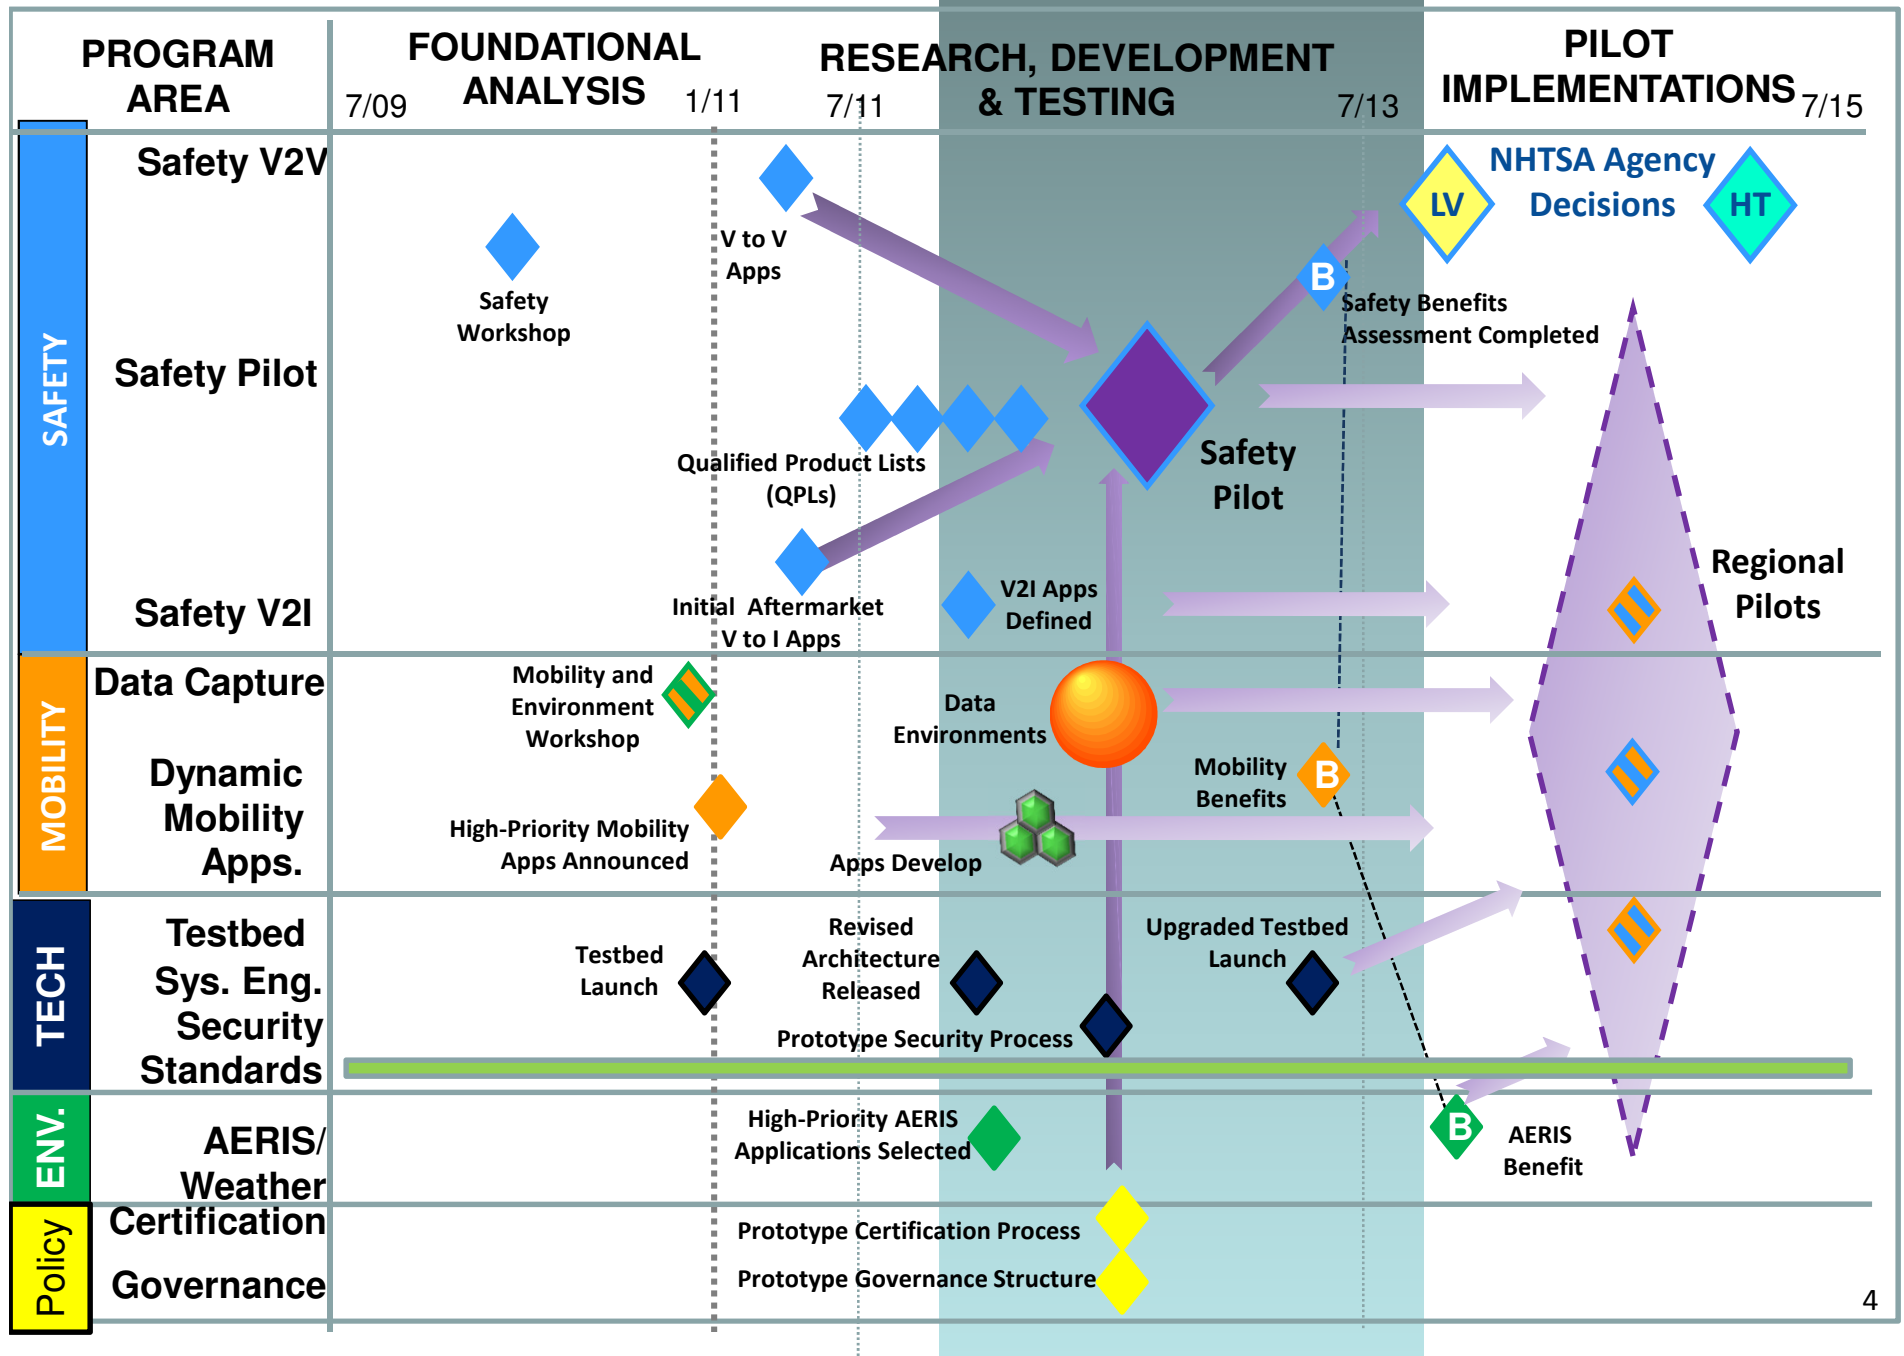 PROGRAM
AREA
FOUNDATIONAL
ANALYSIS
RESEARCH, DEVELOPMENT
& TESTING
PILOT
IMPLEMENTATIONS
7/09
1/11
7/11
7/13
7/15
SAFETY
Safety V2V
Safety Pilot
Safety V2I
Safety
Workshop
V to V
Apps
Qualified Product Lists
(QPLs)
Initial Aftermarket
V to I Apps
Safety
Pilot
V2I Apps
Defined
B
Safety Benefits
Assessment Completed
LV
NHTSA Agency
Decisions
HT
Regional
Pilots
MOBILITY
Data Capture
Dynamic
Mobility
Apps.
Mobility and
Environment
Workshop
High-Priority Mobility
Apps Announced
Data
Environments
Apps Develop
Mobility
Benefits
B
TECH
Testbed
Sys. Eng.
Security
Standards
Testbed
Launch
Revised
Architecture
Released
Prototype Security Process
Upgraded Testbed
Launch
ENV.
AERIS/
Weather
High-Priority AERIS
Applications Selected
B
AERIS
Benefit
Policy
Certification
Governance
Prototype Certification Process
Prototype Governance Structure
4